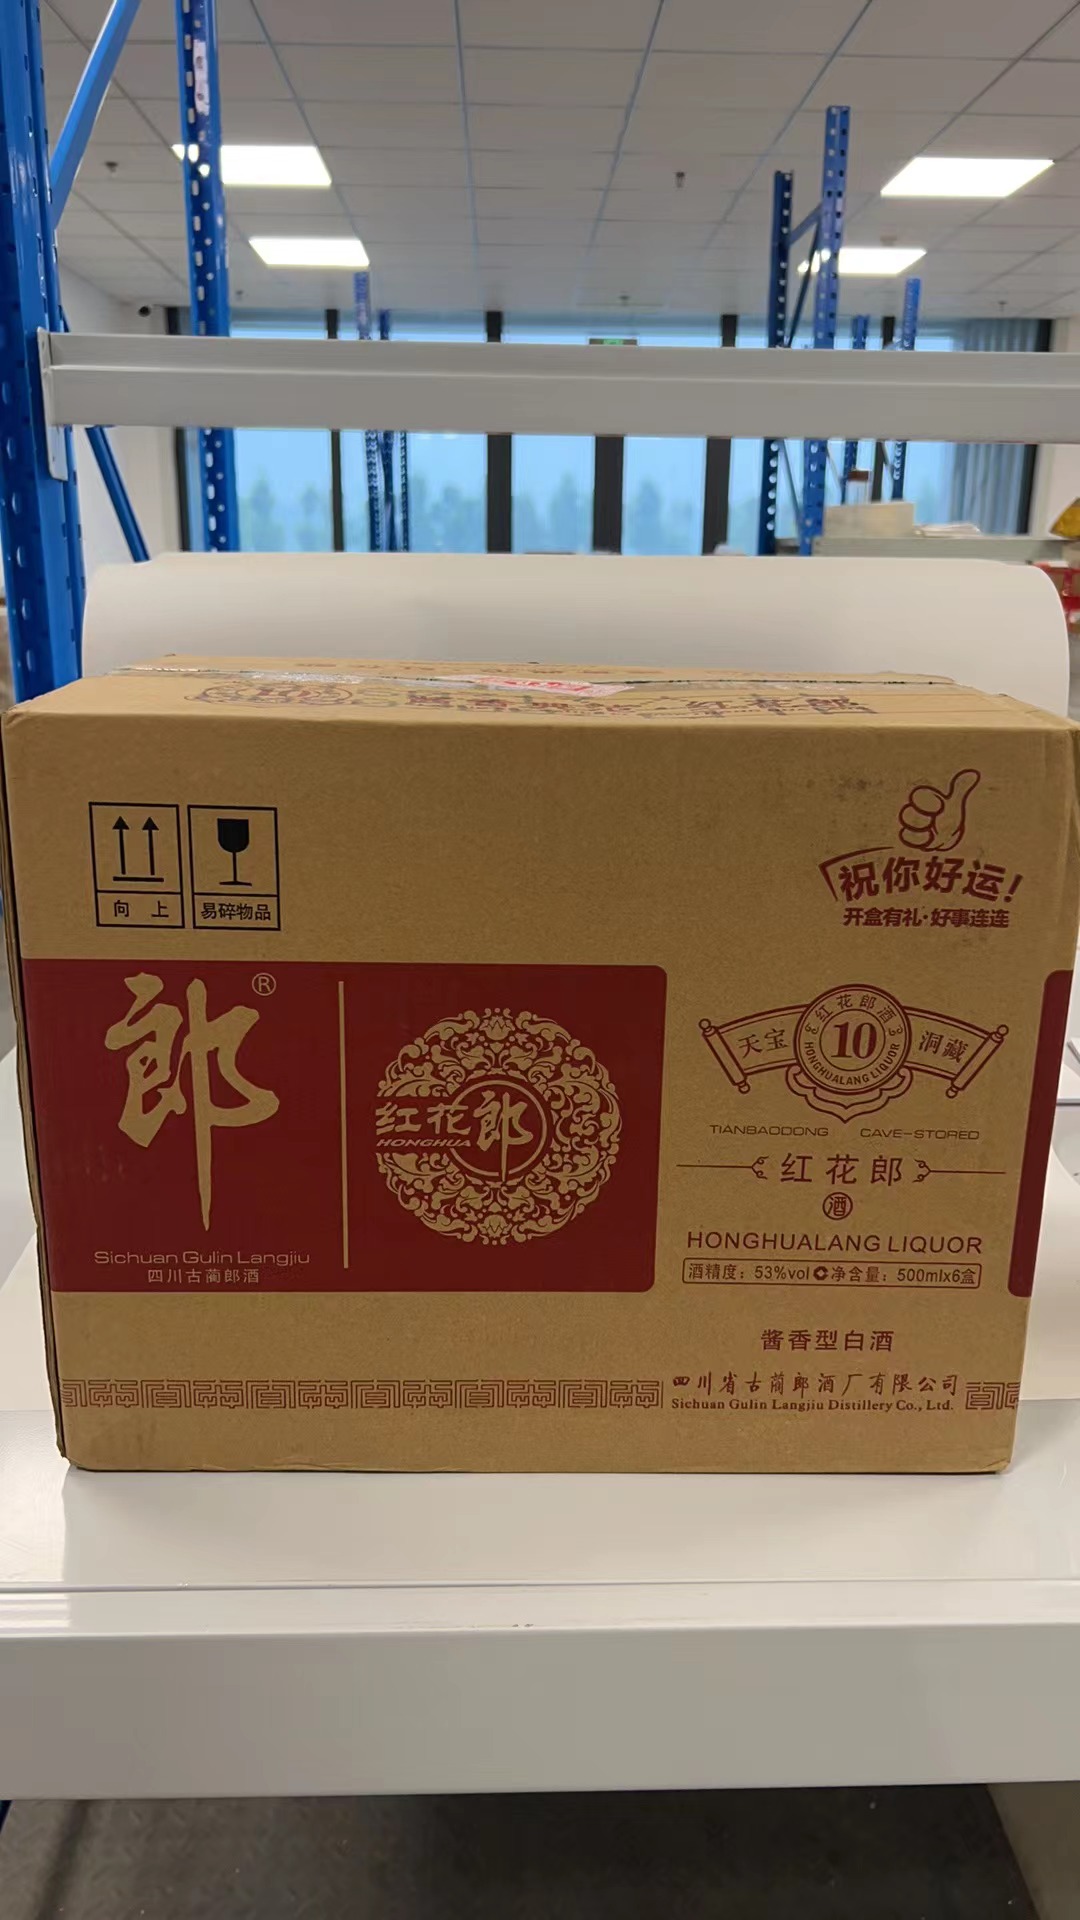 红花郎
向 上
易碎物品
祝你好运!
开盒有礼·好事连连
郎®
Sichuan Gulin Langjiu
四川古蔺郎酒
红花郎
HONGHUA
红花郎酒
天宝 10 洞藏
HONGHUALANG LIQUOR
TIANBAODONG CAVE-STORED
红花郎
酒
HONGHUALANG LIQUOR
酒精度：53%vol 净含量：500mlx6盒
酱香型白酒
四川省古蔺郎酒厂有限公司
Sichuan Gulin Langjiu Distillery Co., Ltd.